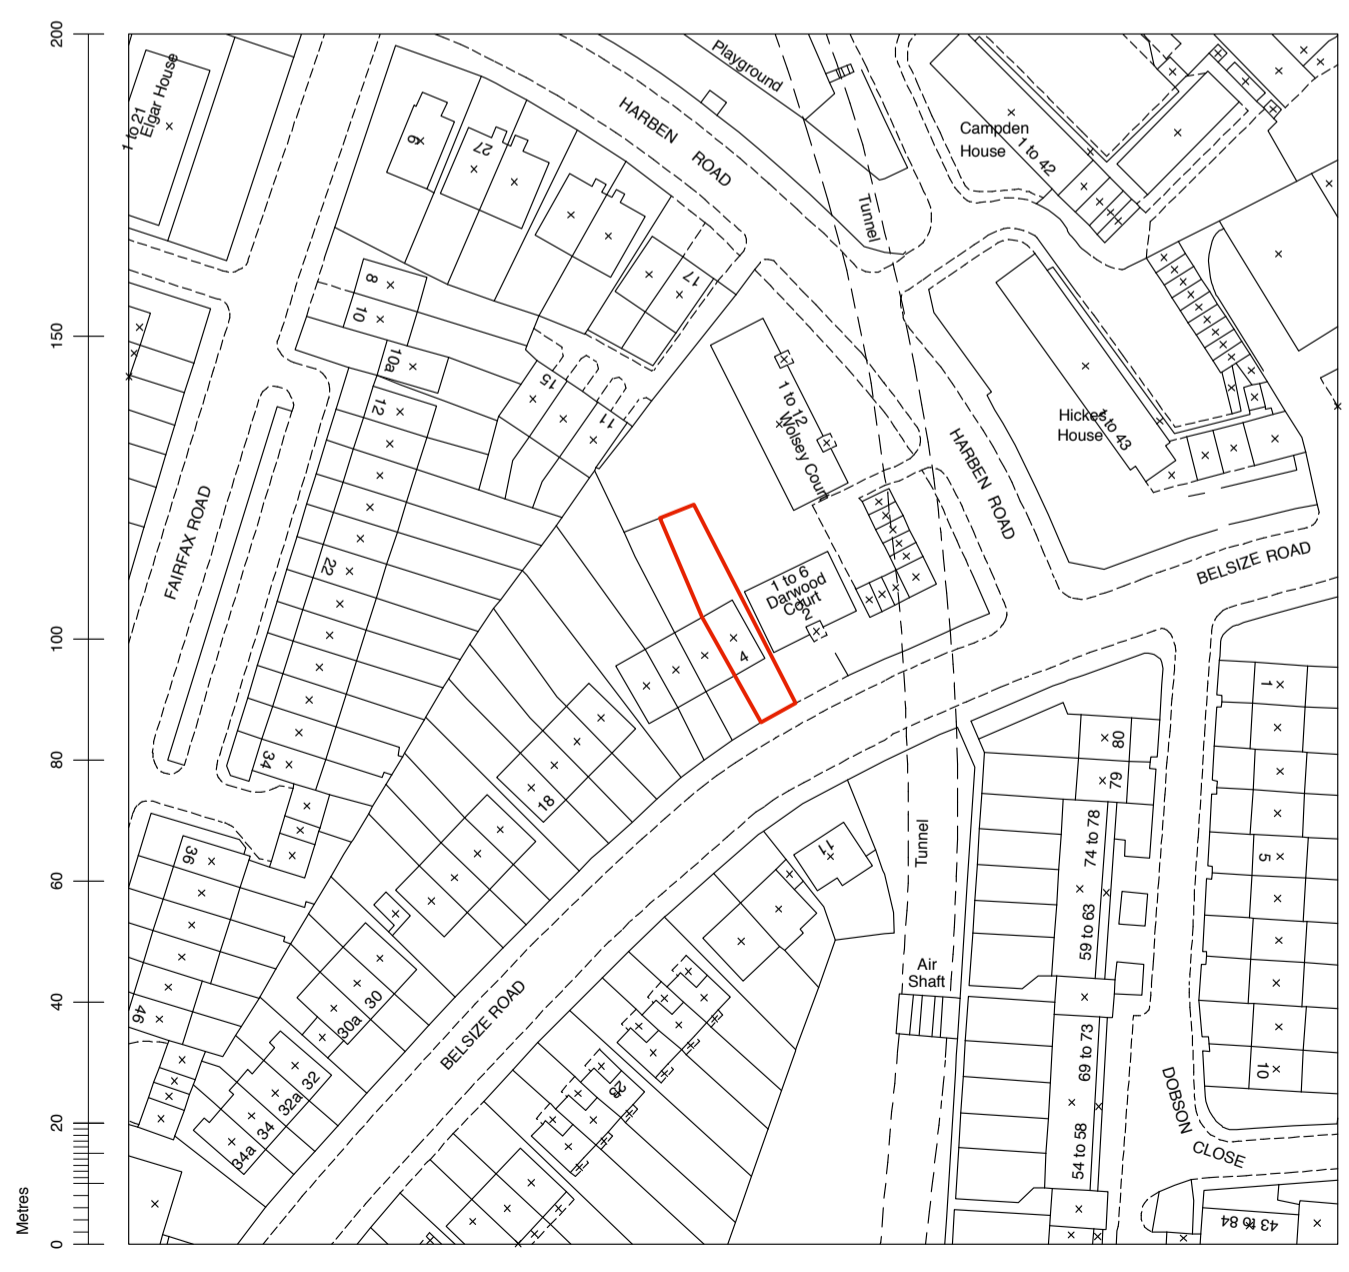 200
Playground
HARBEN
ROAD
1 to 21
Elgar House
Campden
House
1 to 42
6
27
Tunnel
17
8
10
150
10a
15
12
11
1 to 12
Wolsey Court
Hickes
House
1 to 43
HARBEN ROAD
FAIRFAX ROAD
22
BELSIZE ROAD
1 to 6
Darwood
Court
2
100
4
1
34
80
80
79
18
Tunnel
74 to 78
36
11
5
60
59 to 63
Air
Shaft
30
40
30a
46
BELSIZE ROAD
69 to 73
10
32
32a
28
34
34a
DOBSON
CLOSE
20
54 to 58
Metres
43 to 84
0